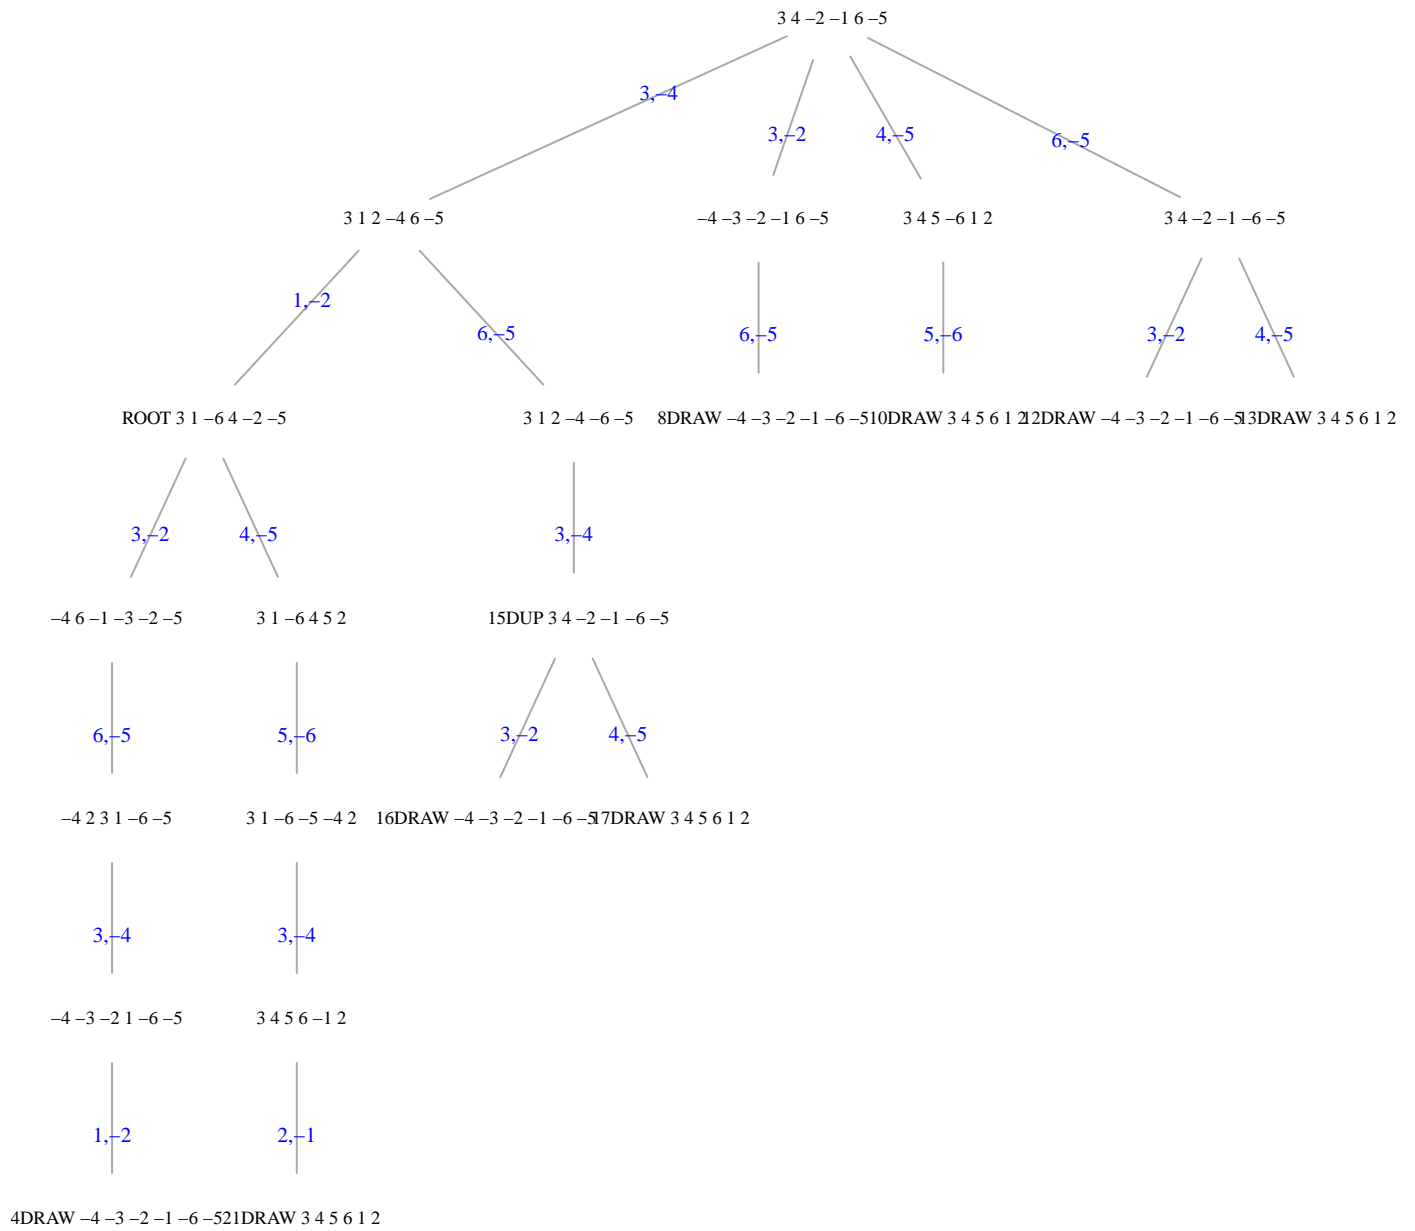 3 4 –2 –1 6 –5
3,–4
3,–2
4,–5
6,–5
3 1 2 –4 6 –5
–4 –3 –2 –1 6 –5
3 4 5 –6 1 2
3 4 –2 –1 –6 –5
1,–2
6,–5
6,–5
5,–6
3,–2
4,–5
ROOT 3 1 –6 4 –2 –5
3 1 2 –4 –6 –5
8DRAW –4 –3 –2 –1 –6 –5
10DRAW 3 4 5 6 1 2
12DRAW –4 –3 –2 –1 –6 –5
13DRAW 3 4 5 6 1 2
3,–2
4,–5
3,–4
–4 6 –1 –3 –2 –5
3 1 –6 4 5 2
15DUP 3 4 –2 –1 –6 –5
6,–5
5,–6
3,–2
4,–5
–4 2 3 1 –6 –5
3 1 –6 –5 –4 2
16DRAW –4 –3 –2 –1 –6 –5
17DRAW 3 4 5 6 1 2
3,–4
3,–4
–4 –3 –2 1 –6 –5
3 4 5 6 –1 2
1,–2
2,–1
4DRAW –4 –3 –2 –1 –6 –5
21DRAW 3 4 5 6 1 2